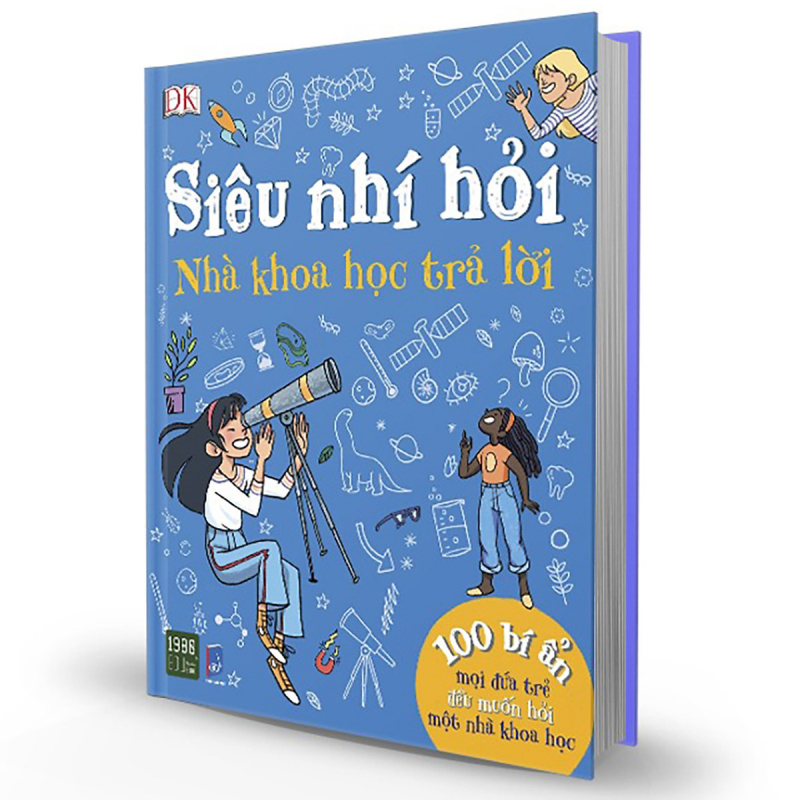 DK
Siêu nhí hỏi
Nhà khoa học trả lời
?
1980
100 bí ẩn
mọi đứa trẻ
đều muốn hỏi
một nhà khoa học